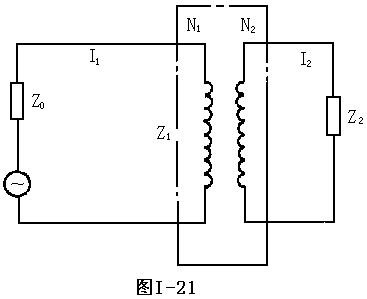 N₁
N₂
I₁
I₂
Z₀
Z₁
Z₂
~
图I-21